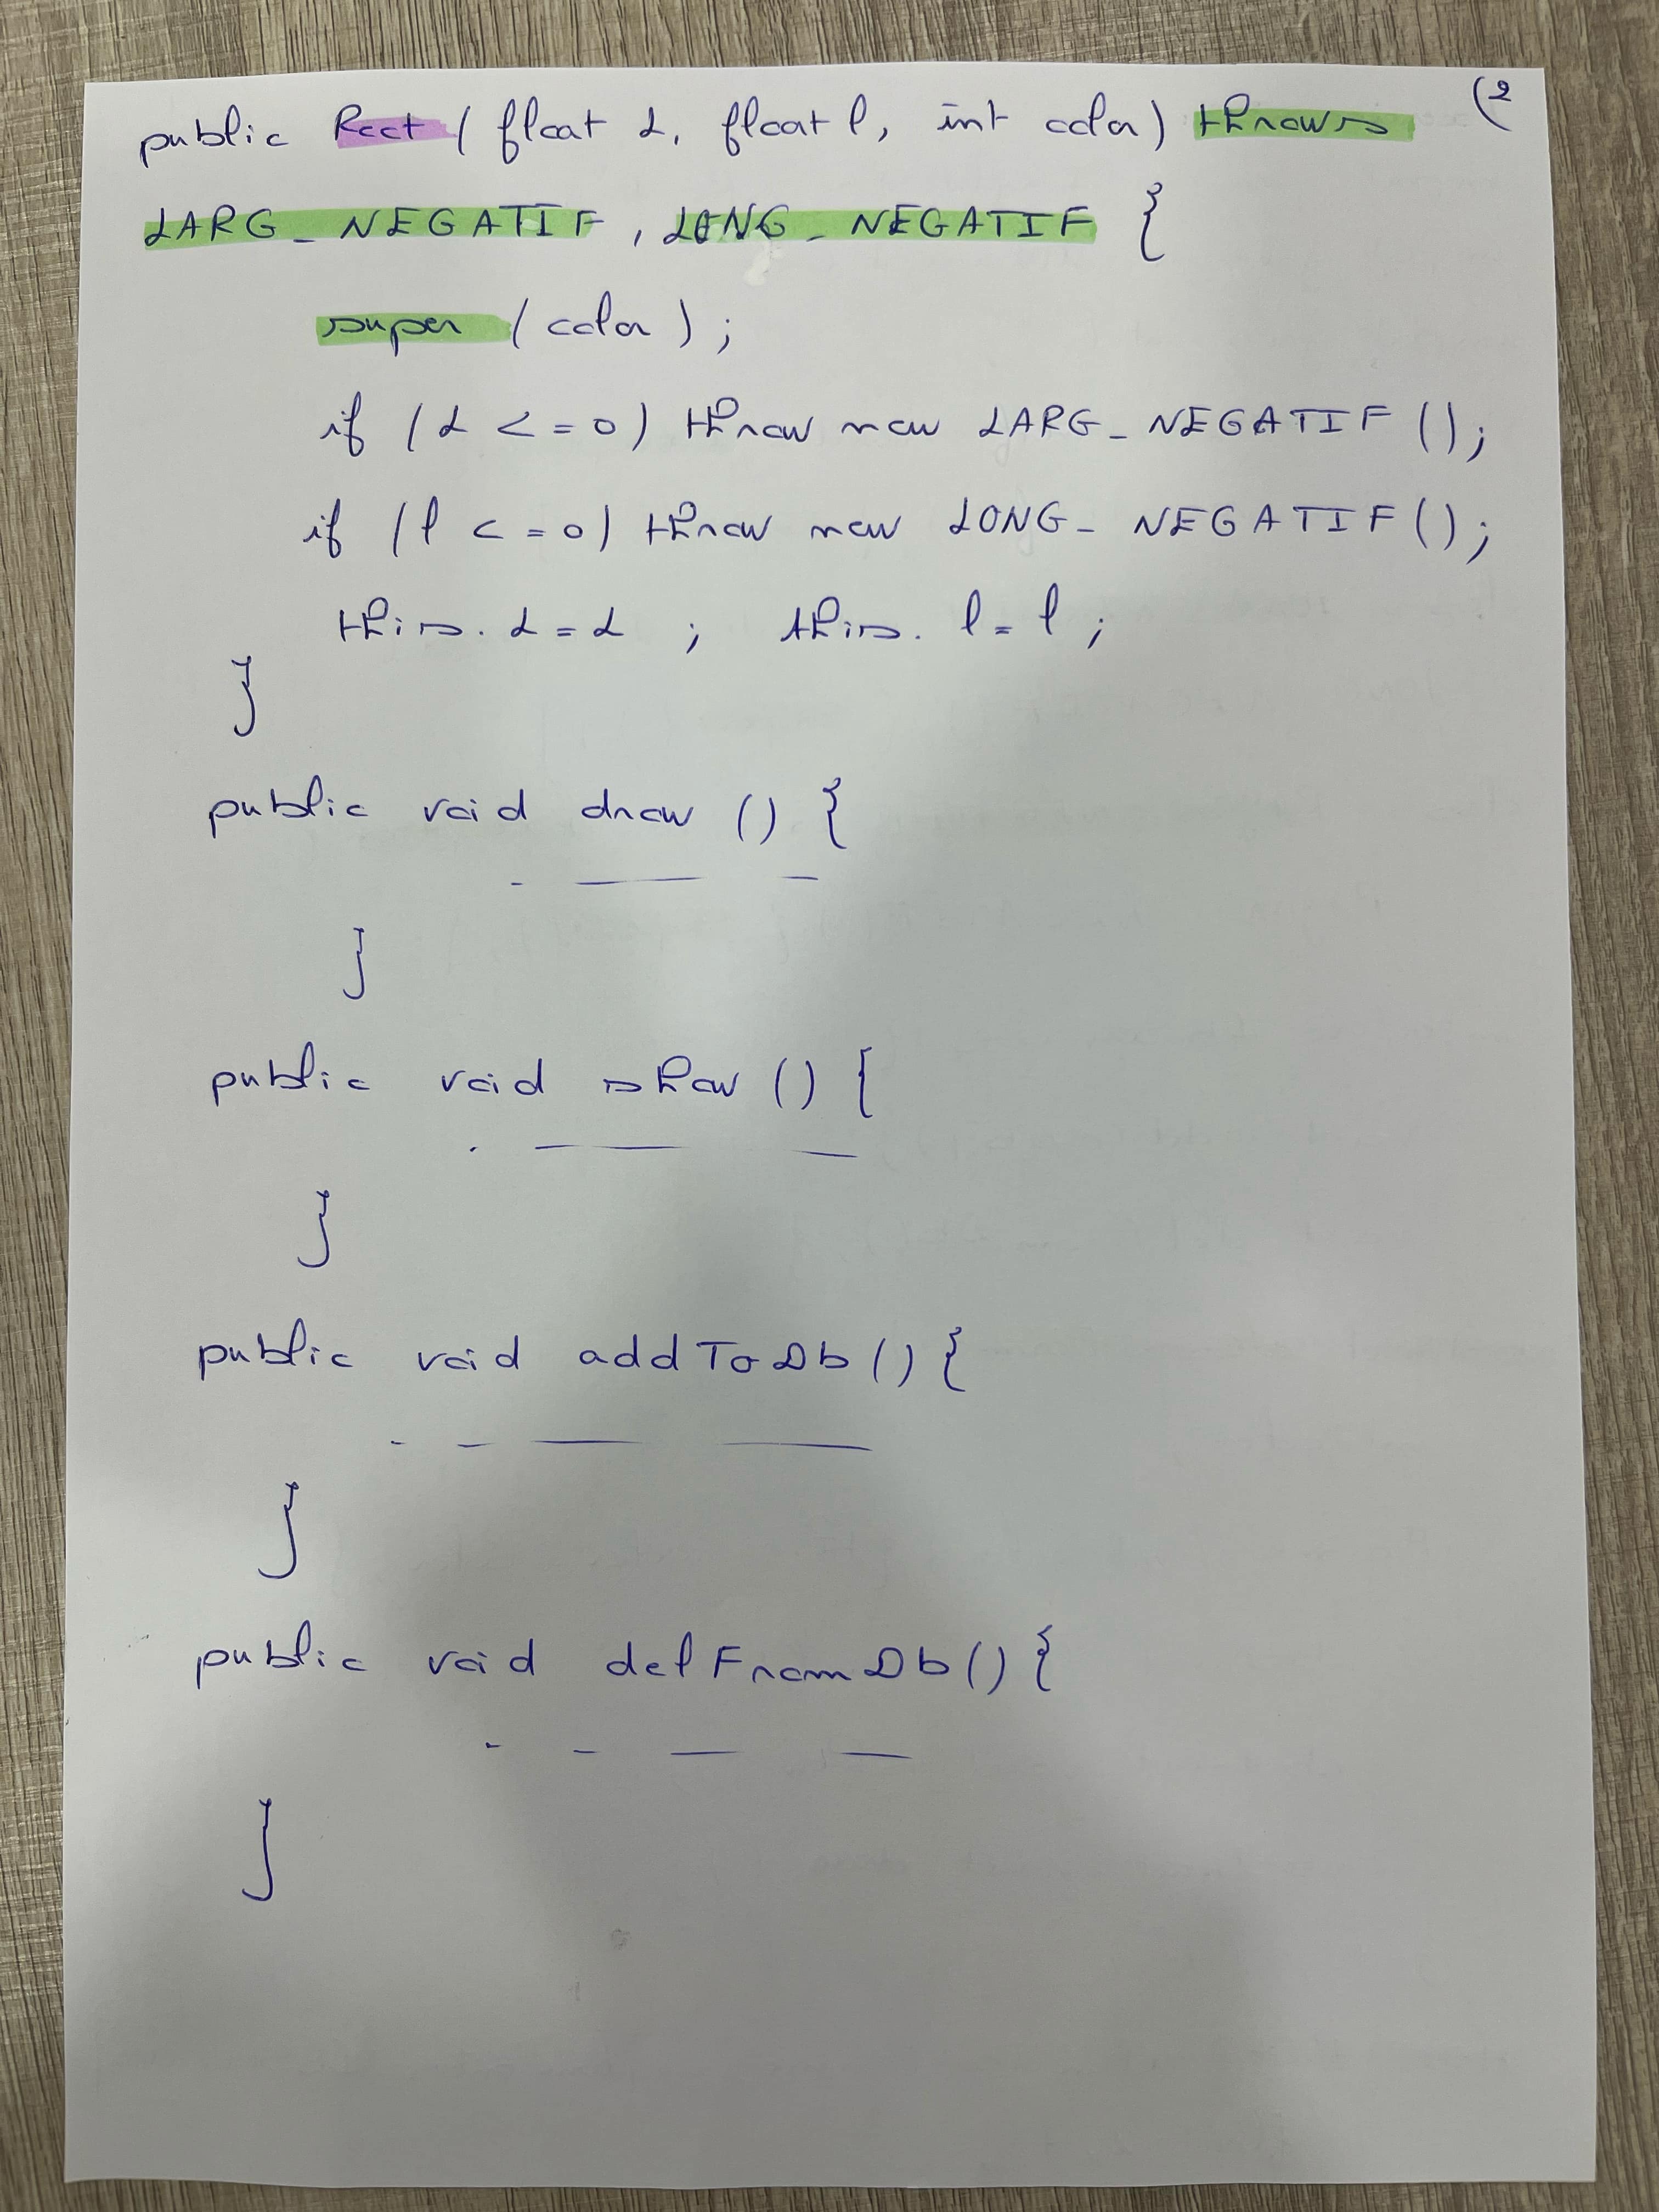 (2
public Rect (float L, float l, int color) throws
LARG_NEGATIF, LONG_NEGATIF {
super (color);
if (L <= 0) throw new LARG_NEGATIF ();
if (l <= 0) throw new LONG_NEGATIF ();
this. L = L ; this. l = l ;
}
public void draw () {
}
public void show () {
}
public void addToDb () {
}
public void delFromDb () {
}